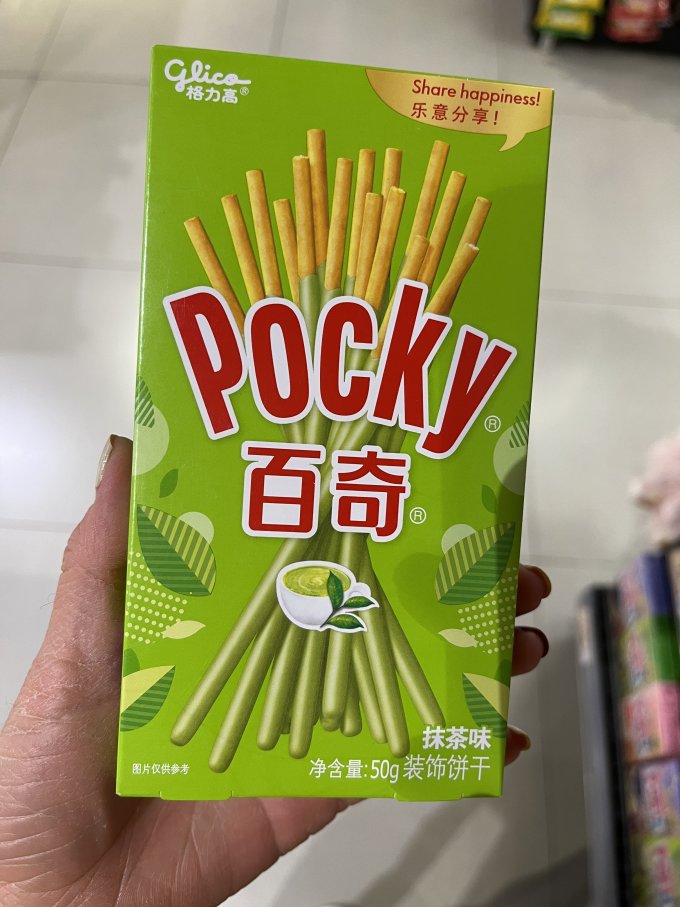 Glico®
格力高
Share happiness!
乐意分享！
Pocky®
百奇®
抹茶味
图片仅供参考
净含量:50g 装饰饼干